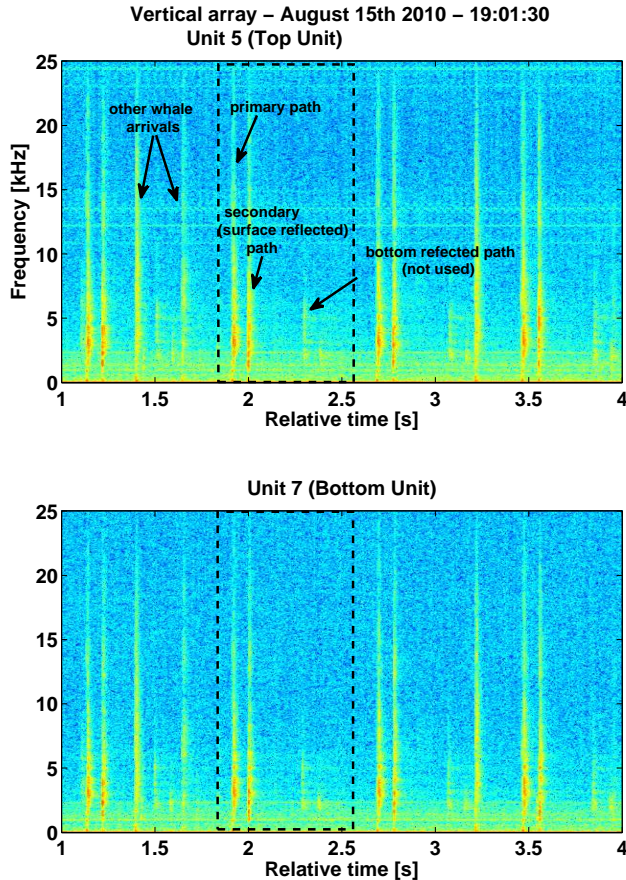 Vertical array – August 15th 2010 – 19:01:30
Unit 5 (Top Unit)
25
20
15
10
5
0
Frequency [kHz]
other whale
arrivals
primary path
secondary
(surface reflected)
path
bottom refected path
(not used)
1
1.5
2
2.5
3
3.5
4
Relative time [s]
Unit 7 (Bottom Unit)
25
20
15
10
5
0
1
1.5
2
2.5
3
3.5
4
Relative time [s]